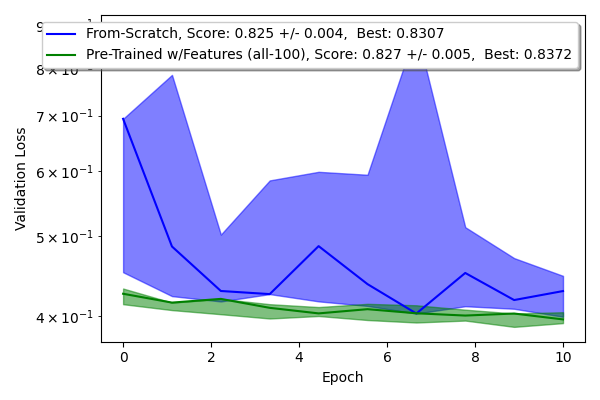 From-Scratch, Score: 0.825 +/- 0.004,  Best: 0.8307
Pre-Trained w/Features (all-100), Score: 0.827 +/- 0.005,  Best: 0.8372
8 × 10⁻¹
7 × 10⁻¹
6 × 10⁻¹
5 × 10⁻¹
4 × 10⁻¹
Validation Loss
0 2 4 6 8 10
Epoch